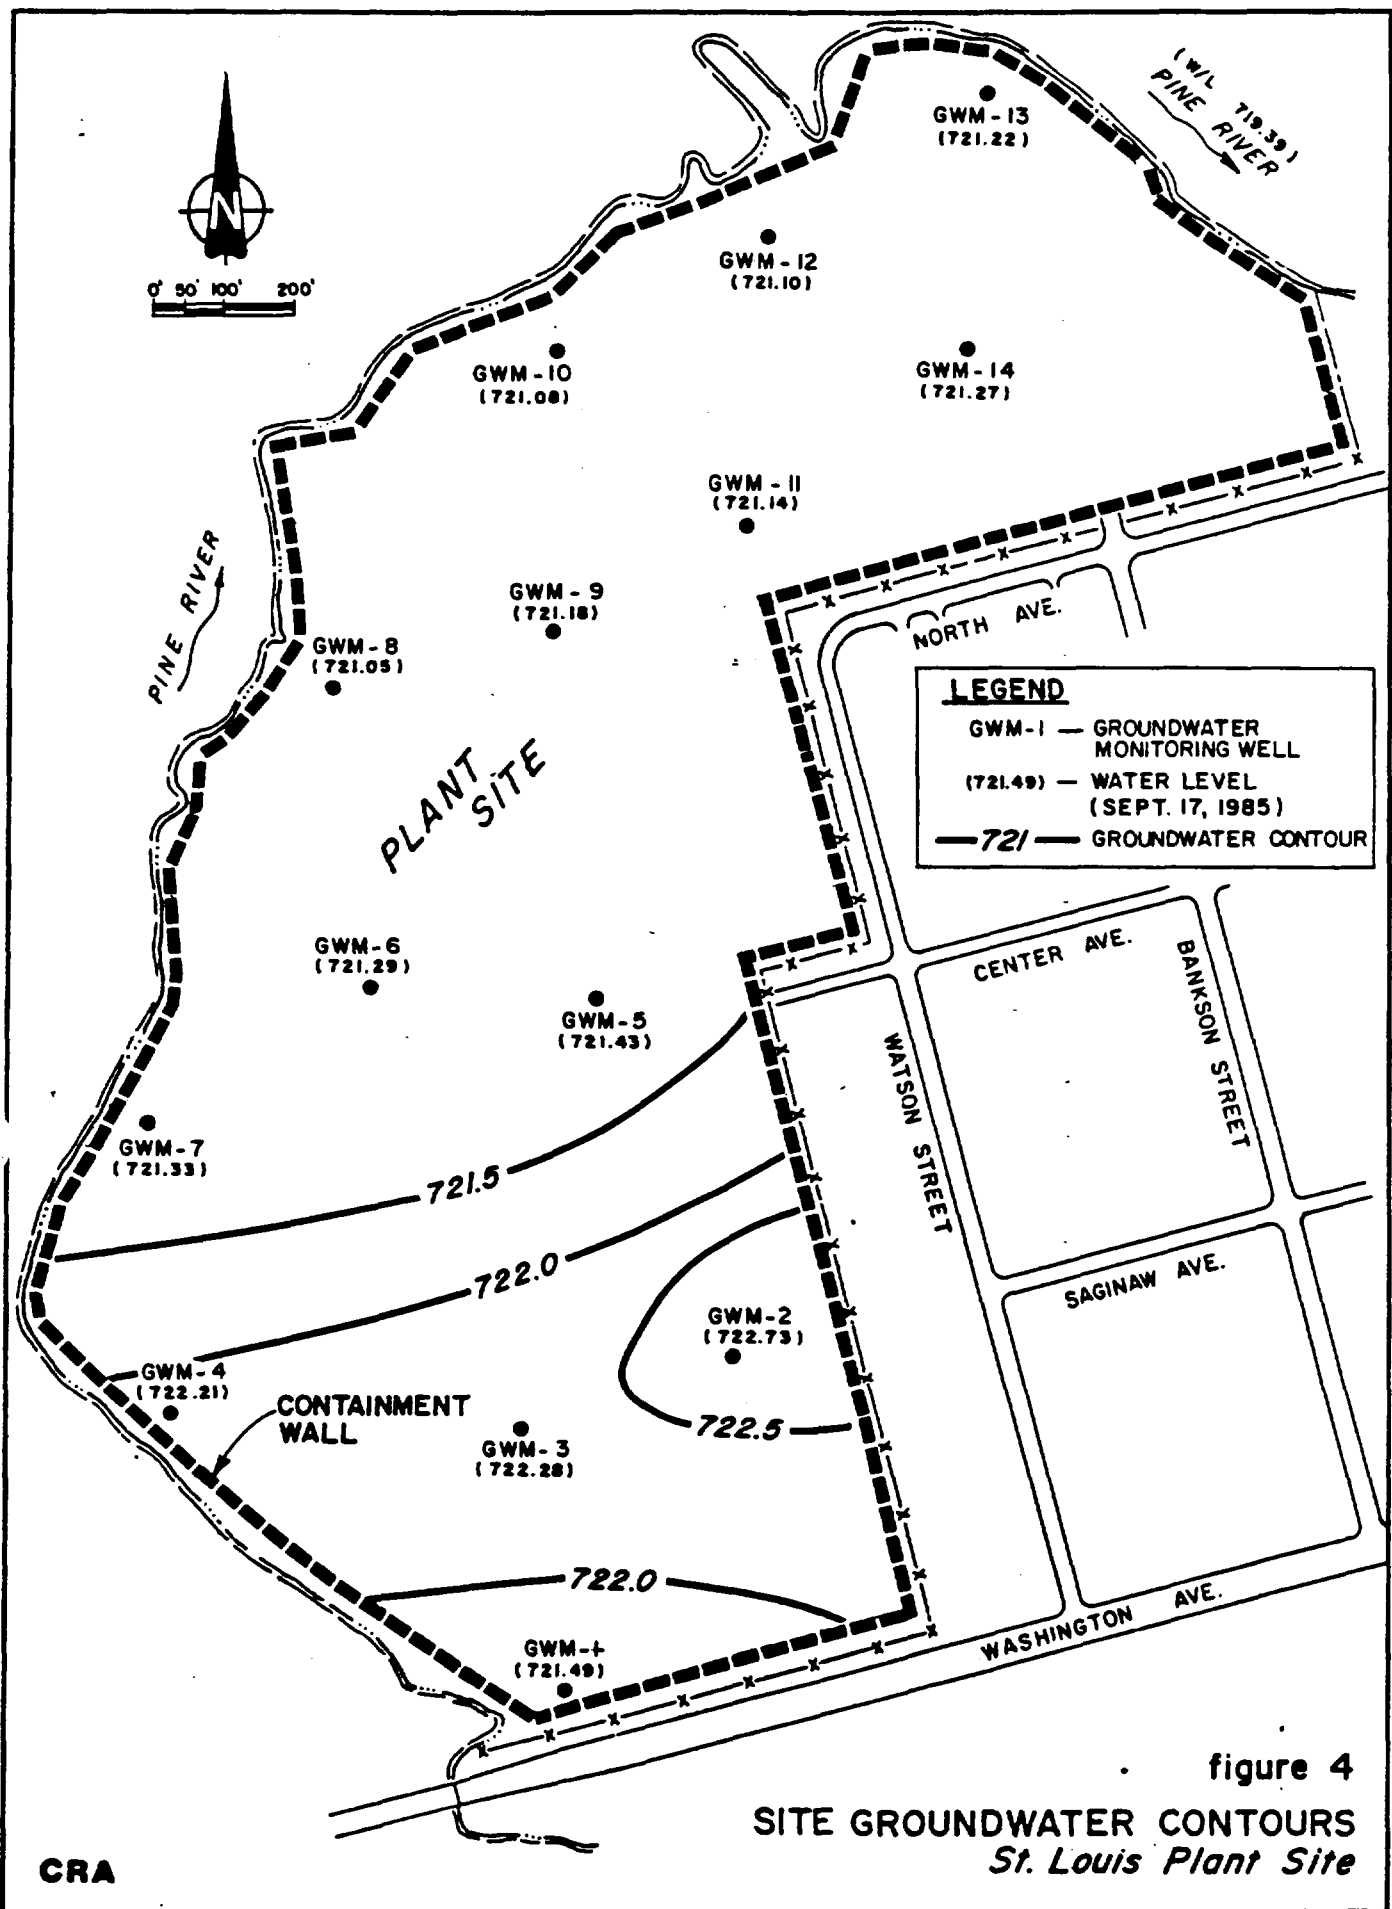 ( W/L 719.39 )
PINE RIVER
GWM - 13
(721.22)
N
GWM - 12
(721.10)
0' 50' 100' 200'
GWM - 10
(721.08)
GWM - 14
(721.27)
GWM - 11
(721.14)
PINE RIVER
GWM - 9
(721.18)
NORTH AVE.
GWM - 8
(721.05)
LEGEND
GWM-1 — GROUNDWATER
MONITORING WELL
(721.49) — WATER LEVEL
(SEPT. 17, 1985)
721 GROUNDWATER CONTOUR
PLANT
SITE
GWM - 6
(721.29)
CENTER AVE.
BANKSON STREET
GWM - 5
(721.43)
WATSON STREET
GWM - 7
(721.33)
721.5
722.0
SAGINAW AVE.
GWM - 2
(722.73)
GWM - 4
(722.21)
CONTAINMENT
WALL
722.5
GWM - 3
(722.28)
722.0
WASHINGTON AVE.
GWM-1
(721.49)
figure 4
SITE GROUNDWATER CONTOURS
St. Louis Plant Site
CRA